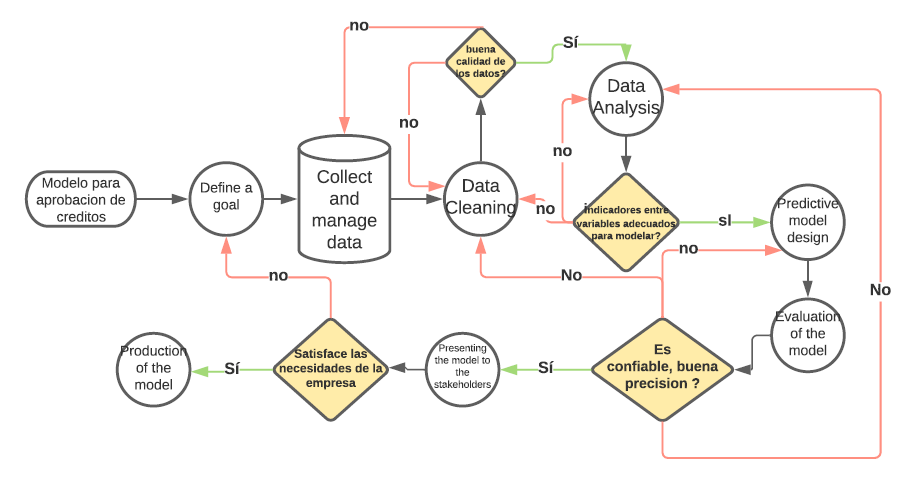 no
buena
calidad de
los datos?
Sí
Data
Analysis
no
no
Modelo para
aprobacion de
creditos
Define a
goal
Collect
and
manage
data
Data
Cleaning
no
indicadores entre
variables adecuados
para modelar?
sI
Predictive
model
design
no
no
No
No
Evaluation
of the
model
Production
of the
model
Sí
Satisface las
necesidades de la
empresa
Presenting
the model to
the
stakeholders
Sí
Es
confiable, buena
precision ?